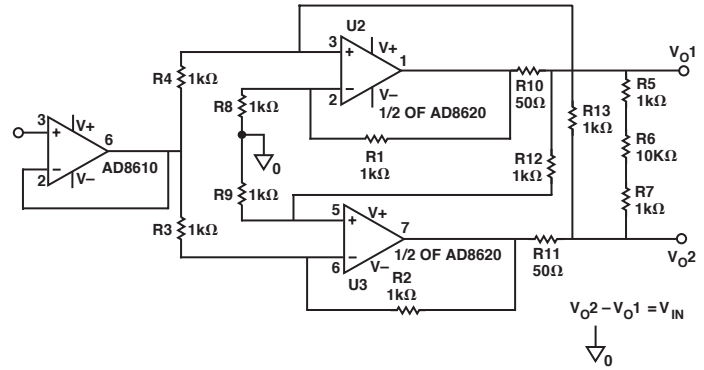 U2
3
V+
1
V–
2
1/2 OF AD8620
R4
1kΩ
R8
1kΩ
R10
50Ω
VO1
R5
1kΩ
R13
1kΩ
R6
10KΩ
R7
1kΩ
R1
1kΩ
R12
1kΩ
3
V+
6
AD8610
2
V–
0
R9
1kΩ
R3
1kΩ
5
V+
7
1/2 OF AD8620
6
V–
U3
R2
1kΩ
R11
50Ω
VO2
VO2 – VO1 = VIN
0
+
–
+
–
+
–